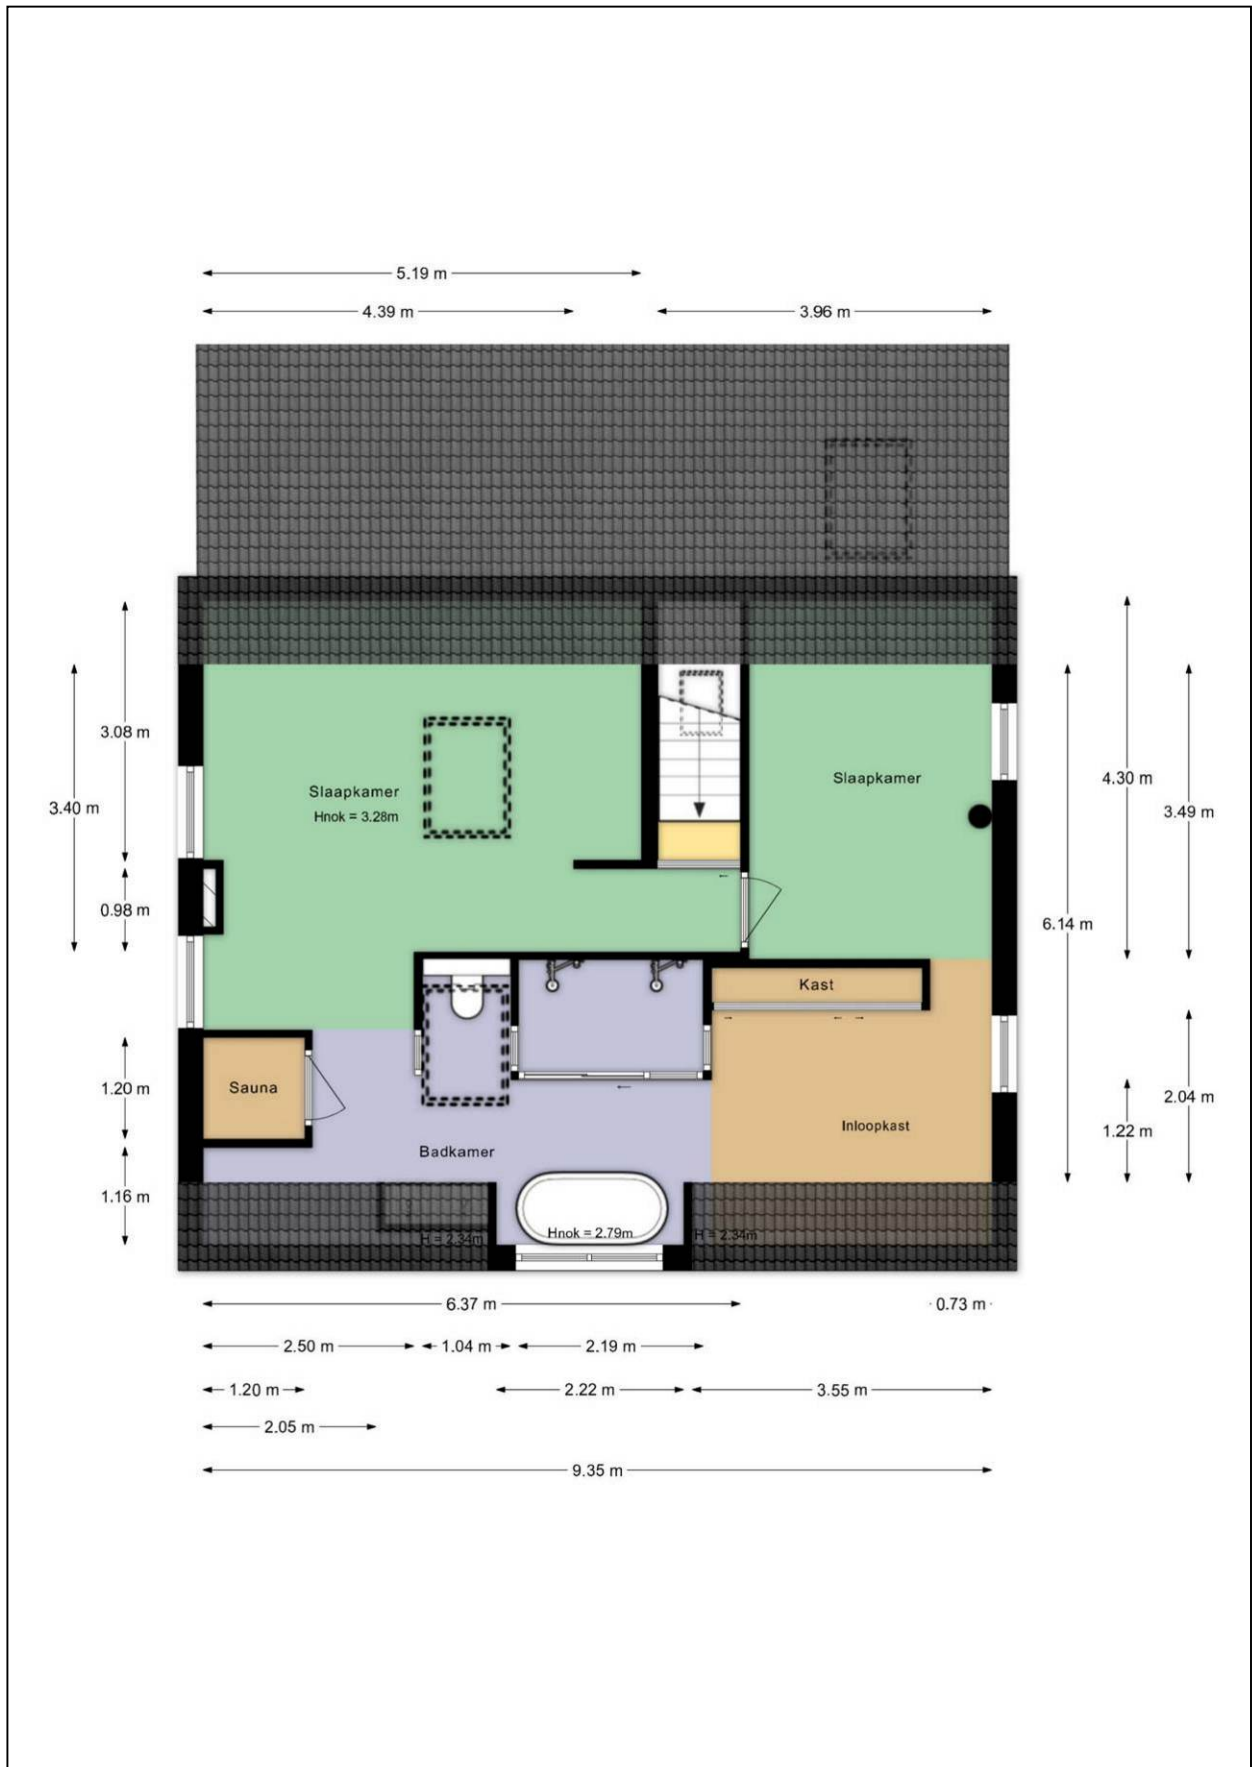 5.19 m
4.39 m
3.96 m
3.08 m
3.40 m
0.98 m
1.20 m
1.16 m
Slaapkamer
Hnok = 3.28m
Slaapkamer
4.30 m
3.49 m
6.14 m
2.04 m
1.22 m
Kast
Sauna
Inloopkast
Badkamer
H = 2.34m
Hnok = 2.79m
H = 2.34m
6.37 m
0.73 m
2.50 m
1.04 m
2.19 m
1.20 m
2.22 m
3.55 m
2.05 m
9.35 m